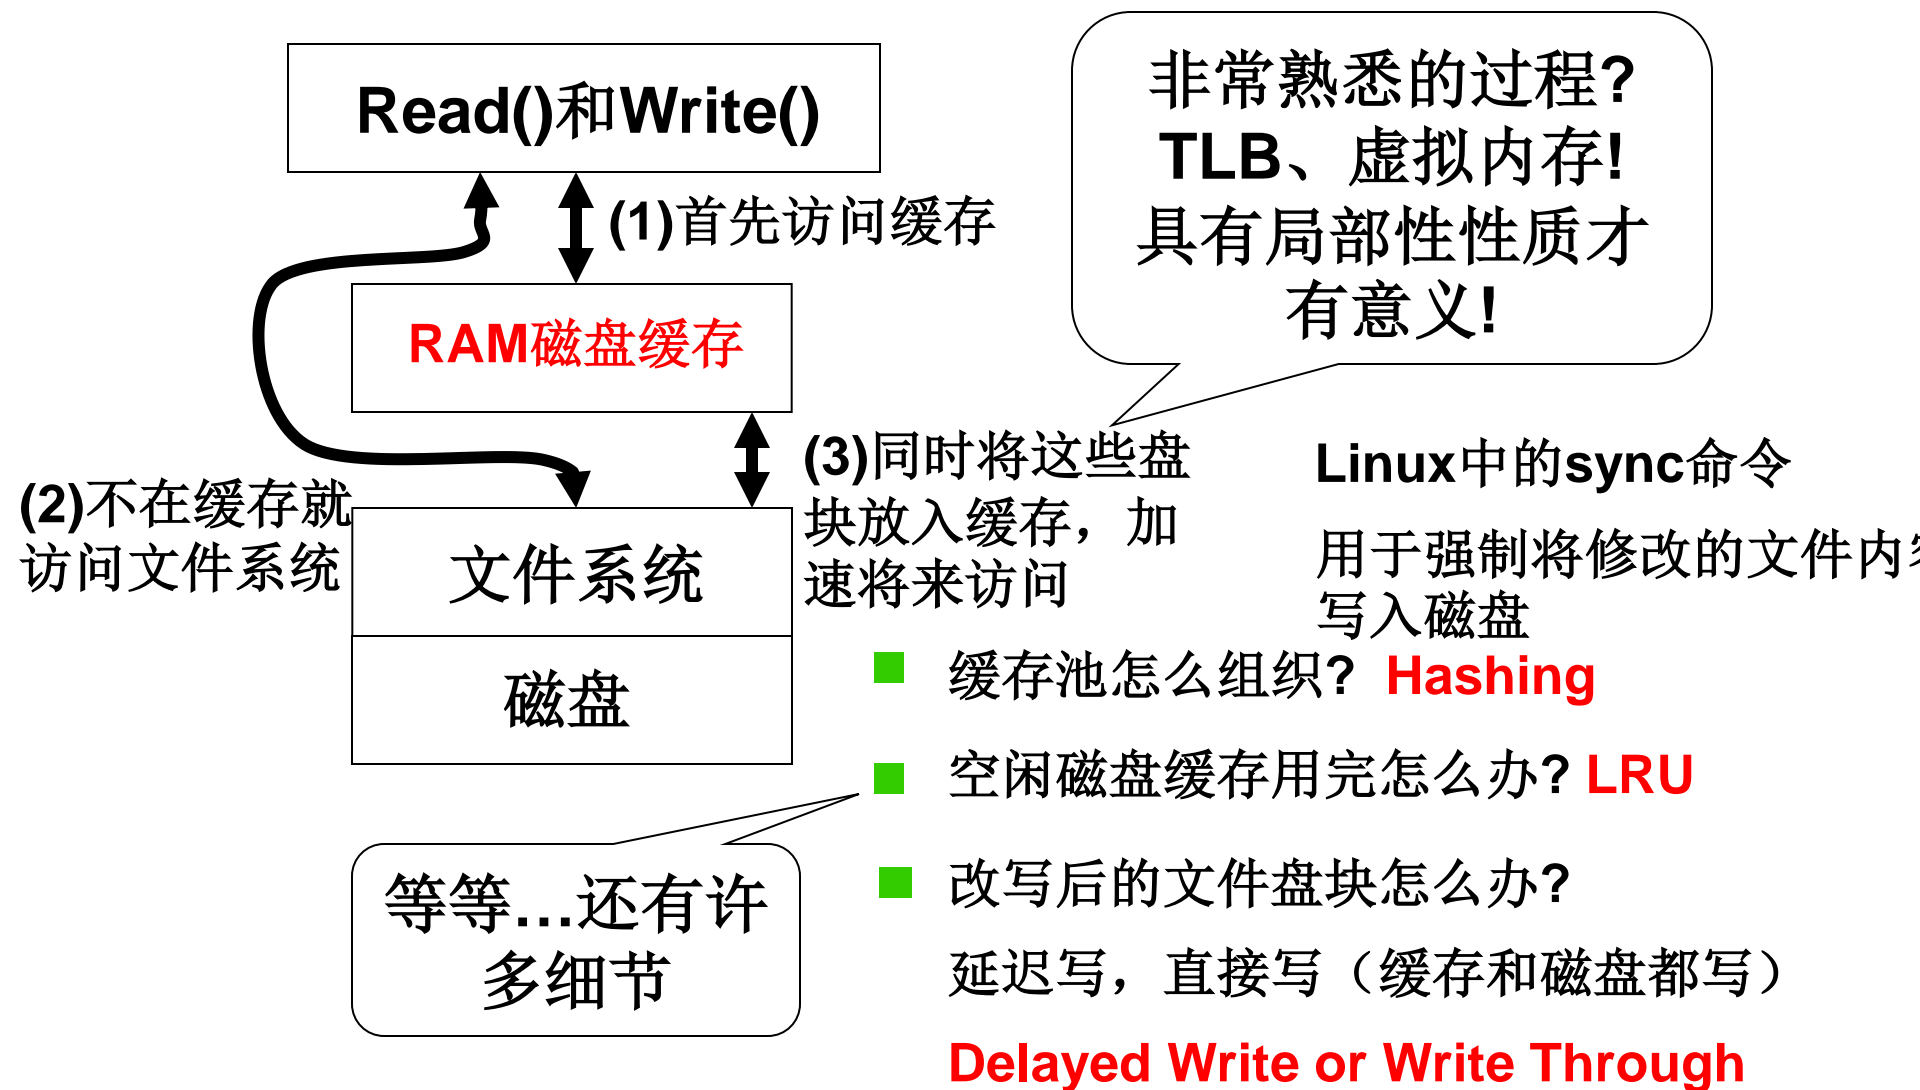 Read()和Write()
(1)首先访问缓存
RAM磁盘缓存
(2)不在缓存就
访问文件系统
文件系统
磁盘
(3)同时将这些盘
块放入缓存，加
速将来访问
非常熟悉的过程?
TLB、虚拟内存!
具有局部性性质才
有意义!
Linux中的sync命令
用于强制将修改的文件内容
写入磁盘
缓存池怎么组织? Hashing
空闲磁盘缓存用完怎么办? LRU
改写后的文件盘块怎么办?
延迟写，直接写（缓存和磁盘都写）
Delayed Write or Write Through
等等…还有许
多细节